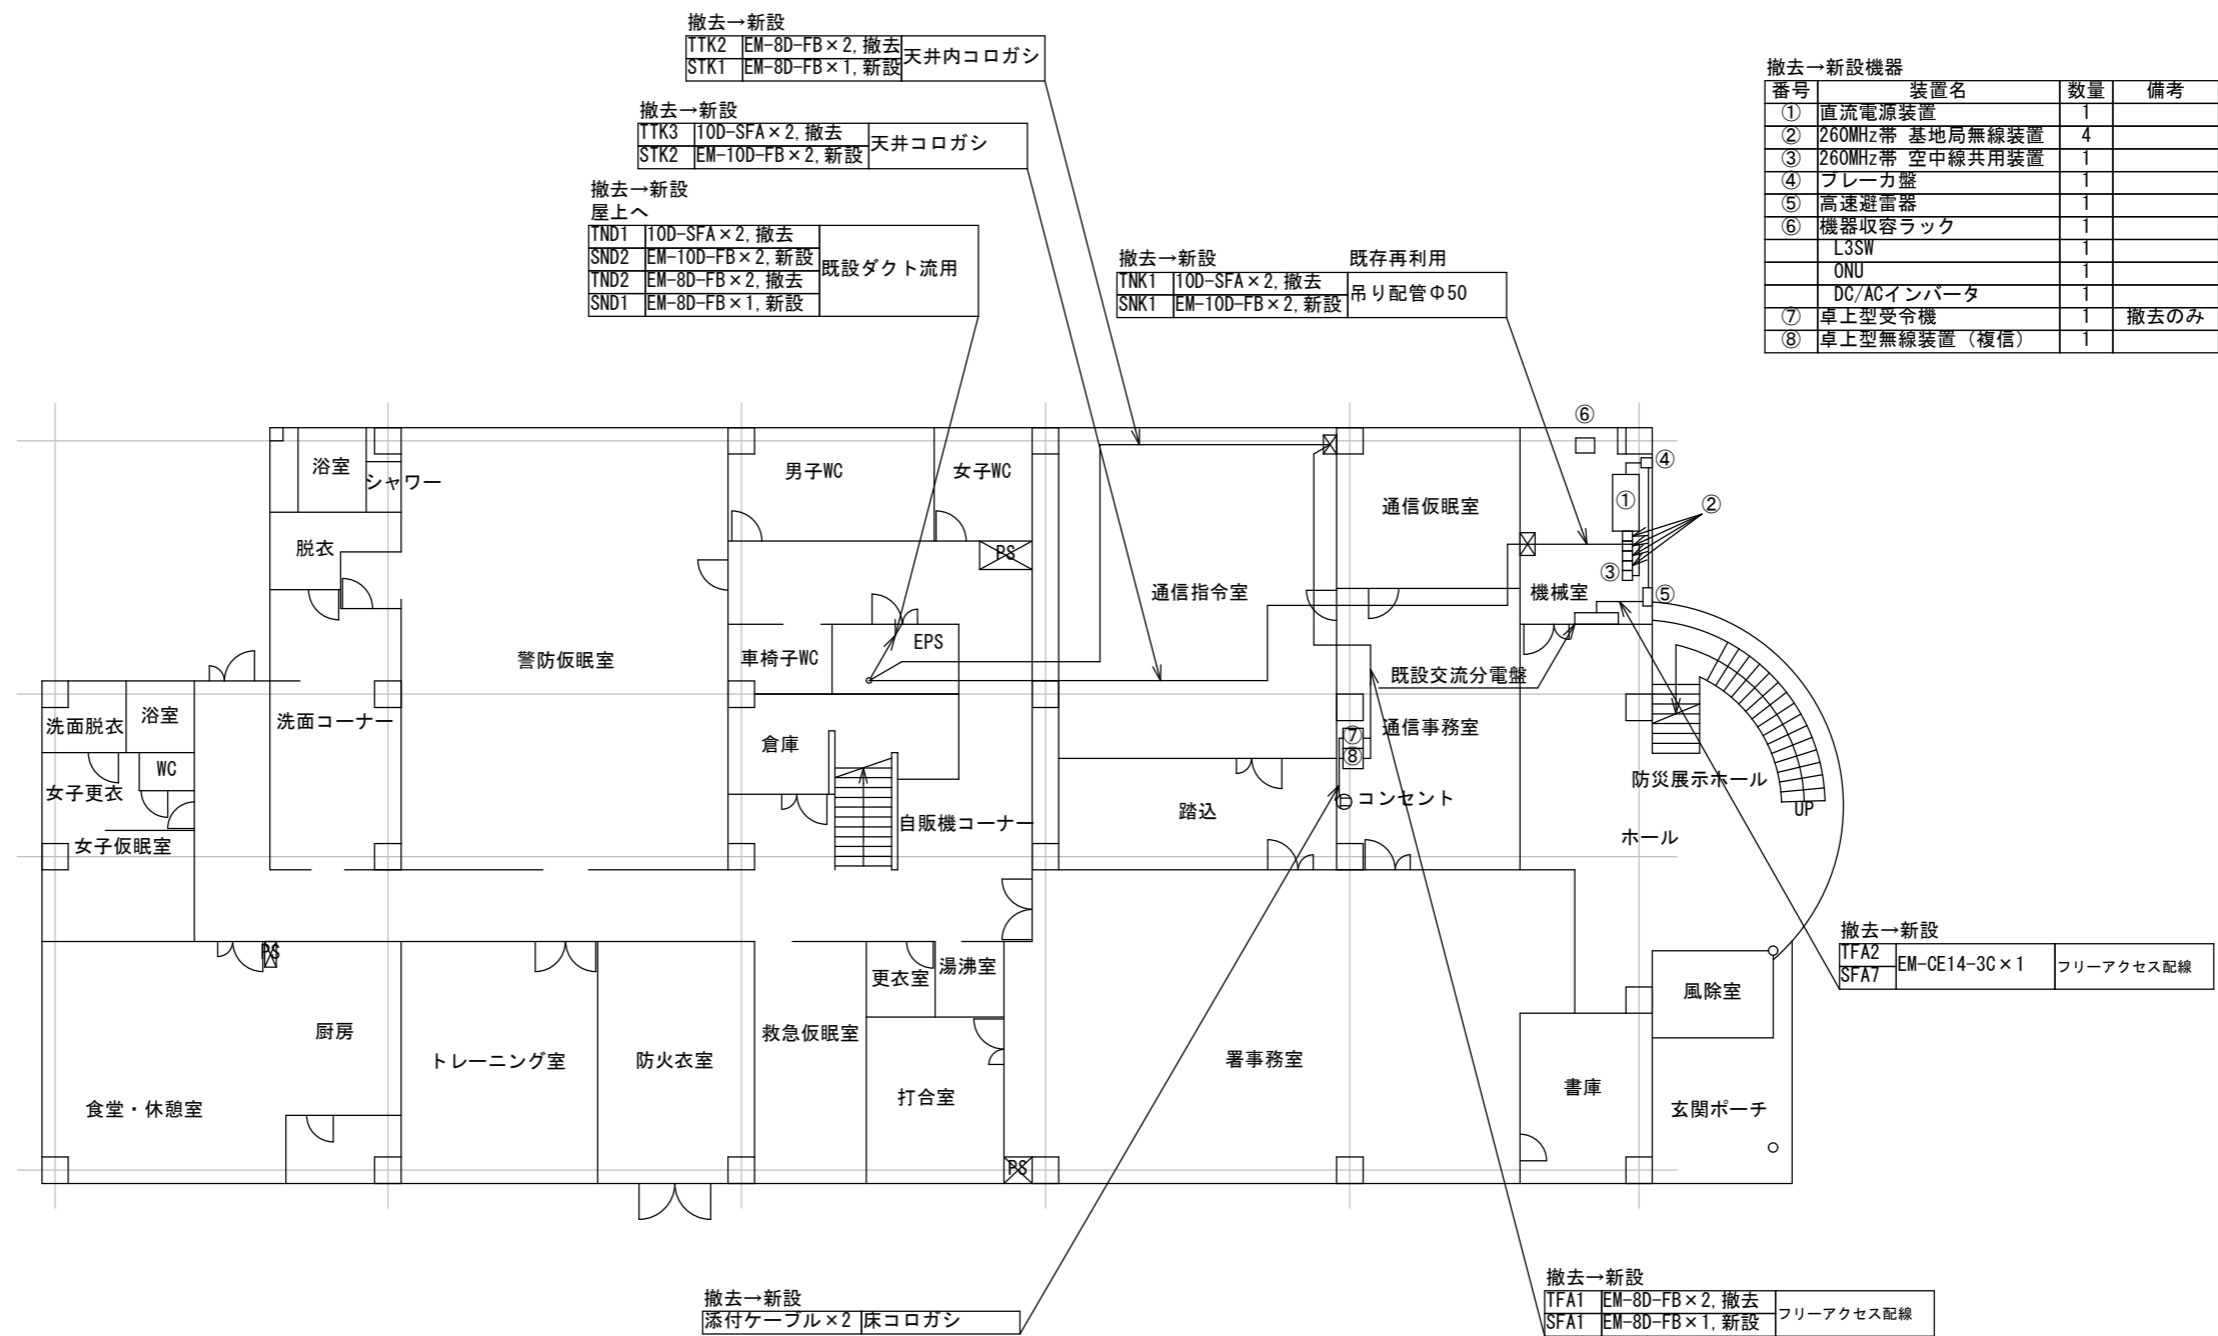 撤去→新設
TTK2 EM-8D-FB×2,撤去 天井内コロガシ
STK1 EM-8D-FB×1,新設
撤去→新設
TTK3 10D-SFA×2,撤去 天井コロガシ
STK2 EM-10D-FB×2,新設
撤去→新設
屋上へ
TND1 10D-SFA×2,撤去
SND2 EM-10D-FB×2,新設 既設ダクト流用
TND2 EM-8D-FB×2,撤去
SND1 EM-8D-FB×1,新設
撤去→新設 既存再利用
TNK1 10D-SFA×2,撤去 吊り配管Φ50
SNK1 EM-10D-FB×2,新設
撤去→新設機器
番号 装置名 数量 備考
① 直流電源装置 1
② 260MHz帯 基地局無線装置 4
③ 260MHz帯 空中線共用装置 1
④ ブレーカ盤 1
⑤ 高速避雷器 1
⑥ 機器収容ラック 1
L3SW 1
ONU 1
DC/ACインバータ 1
⑦ 卓上型受令機 1 撤去のみ
⑧ 卓上型無線装置（複信） 1
⑥
④
①
②
③
⑤
浴室
シャワー
脱衣
男子WC
女子WC
PS
通信仮眠室
通信指令室
機械室
警防仮眠室
車椅子WC
EPS
既設交流分電盤
洗面脱衣
浴室
洗面コーナー
倉庫
通信事務室
⑦
⑧
WC
女子更衣
女子仮眠室
自販機コーナー
踏込
コンセント
防災展示ホール
UP
ホール
PS
厨房
食堂・休憩室
トレーニング室
防火衣室
救急仮眠室
更衣室
湯沸室
打合室
PS
署事務室
書庫
風除室
玄関ポーチ
撤去→新設
TFA2 EM-CE14-3C×1 フリーアクセス配線
SFA7
撤去→新設
添付ケーブル×2 床コロガシ
撤去→新設
TFA1 EM-8D-FB×2,撤去 フリーアクセス配線
SFA1 EM-8D-FB×1,新設